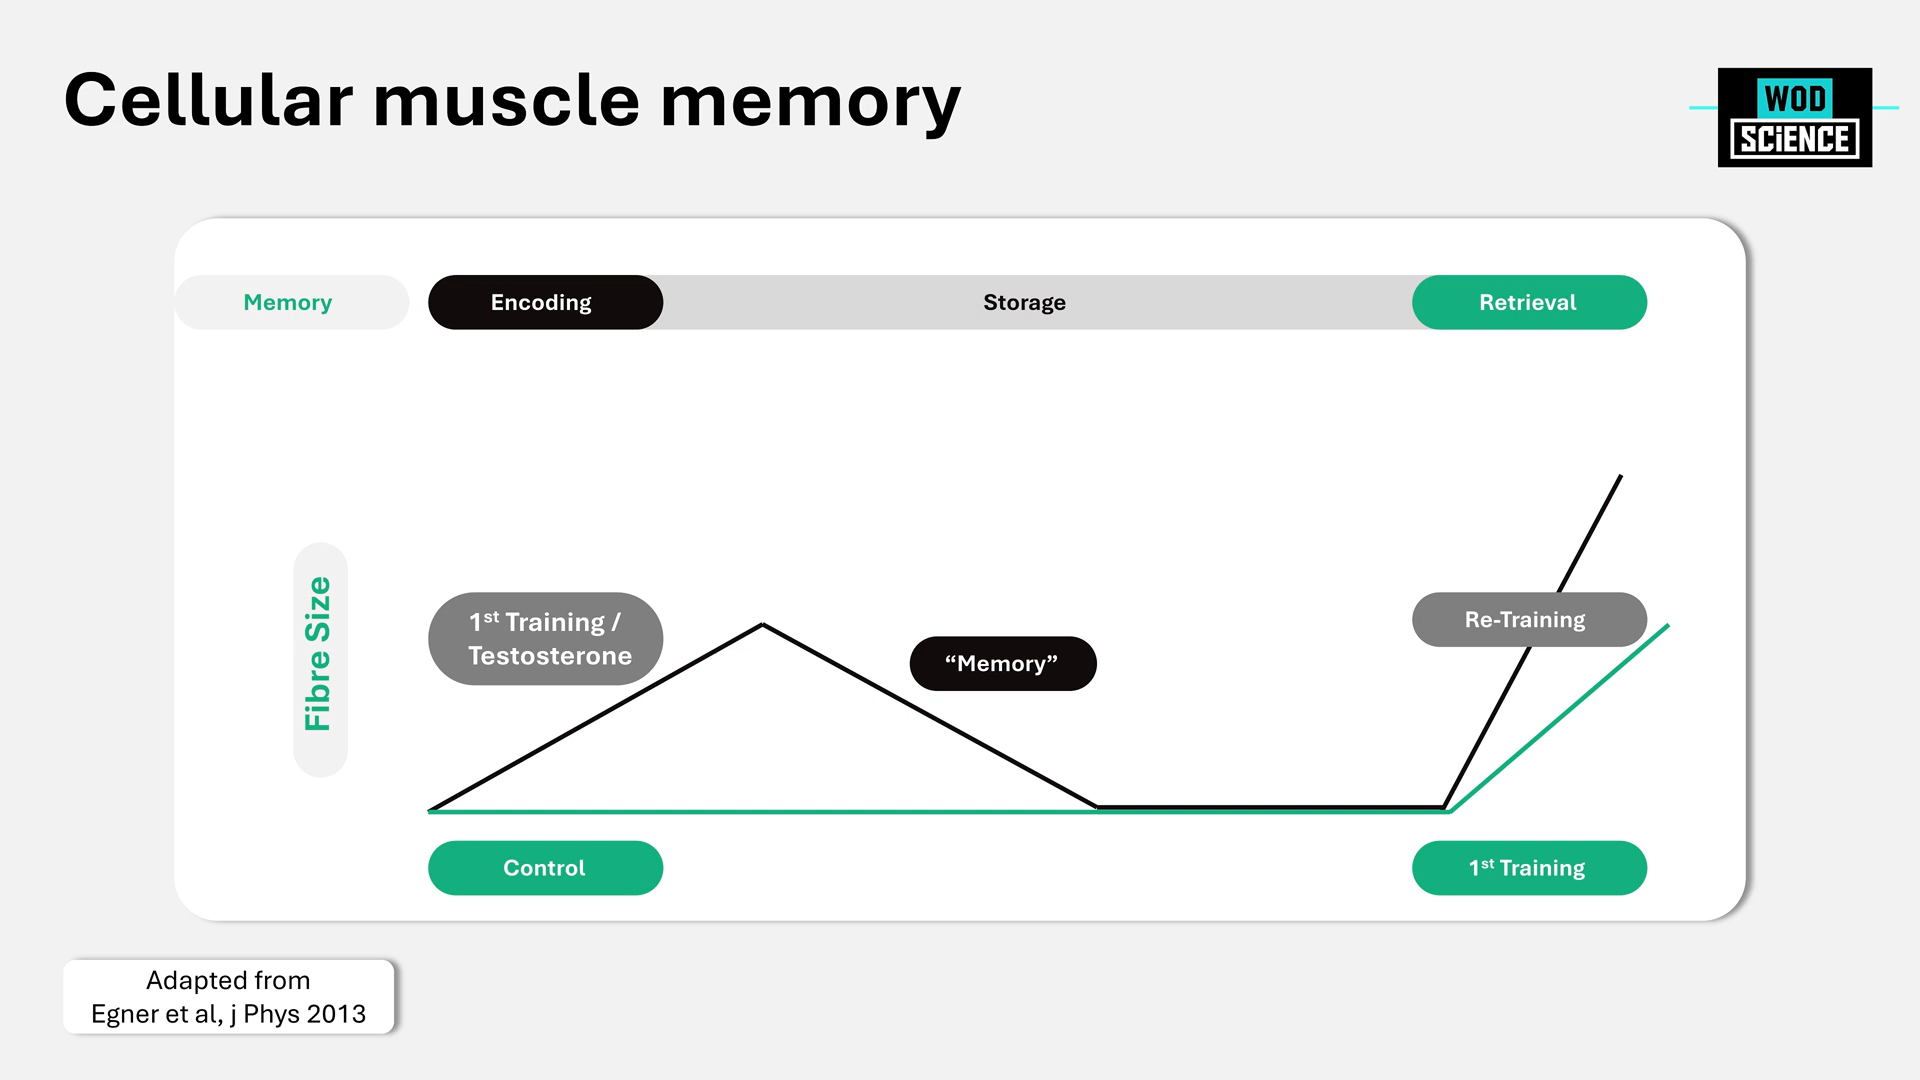 Cellular muscle memory
WOD
SCiENCE
Memory
Encoding
Storage
Retrieval
Fibre Size
1st Training /
Testosterone
“Memory”
Re-Training
Control
1st Training
Adapted from
Egner et al, j Phys 2013